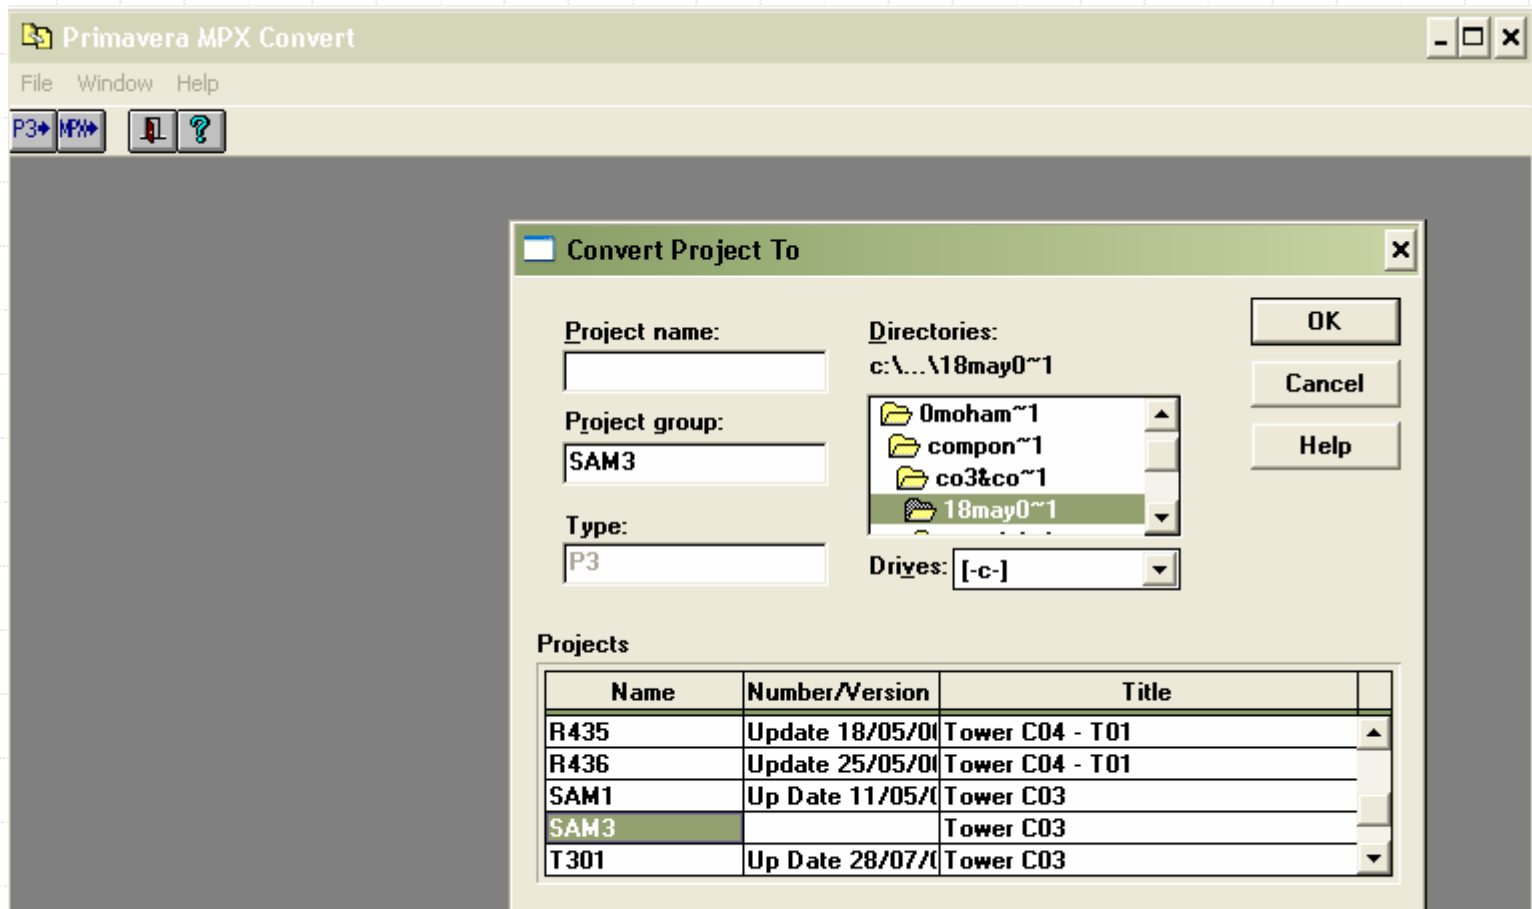 Primavera MPX Convert
File Window Help
P3 MPX ?
Convert Project To
Project name:
Directories:
OK
c:\...\18may0~1
Cancel
Project group:
0moham~1
compon~1
Help
SAM3
co3&co~1
18may0~1
Type:
P3
Drives: [-c-]
Projects
Name Number/Version Title
R435 Update 18/05/0 Tower C04 - T01
R436 Update 25/05/0 Tower C04 - T01
SAM1 Up Date 11/05/ Tower C03
SAM3 Tower C03
T301 Up Date 28/07/ Tower C03